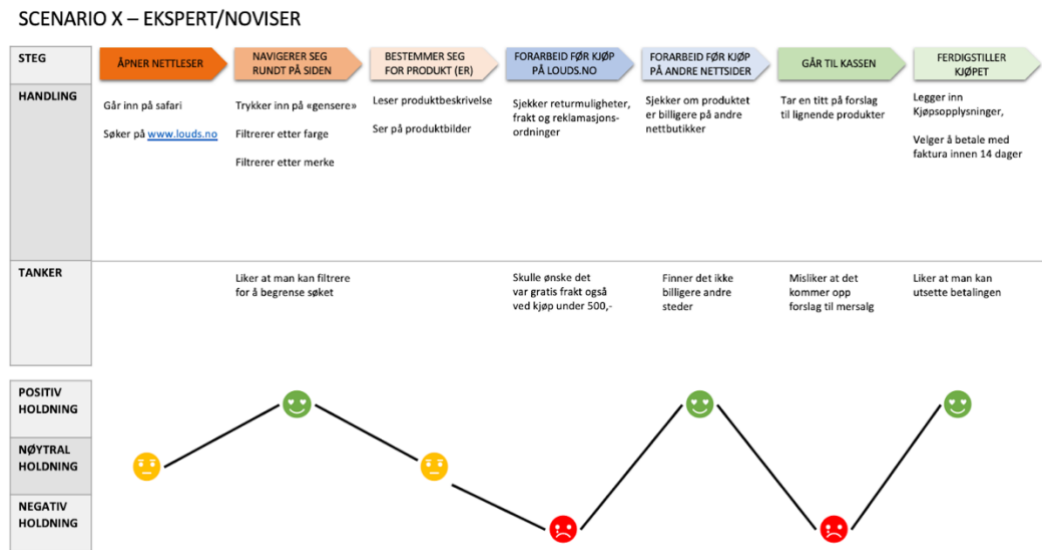 SCENARIO X – EKSPERT/NOVISER
STEG
ÅPNER NETTLESER
NAVIGERER SEG
RUNDT PÅ SIDEN
BESTEMMER SEG
FOR PRODUKT (ER)
FORARBEID FØR KJØP
PÅ LOUDS.NO
FORARBEID FØR KJØP
PÅ ANDRE NETTSIDER
GÅR TIL KASSEN
FERDIGSTILLER
KJØPET
HANDLING
Går inn på safari
Søker på www.louds.no
Trykker inn på «gensere»
Filtrerer etter farge
Filtrerer etter merke
Leser produktbeskrivelse
Ser på produktbilder
Sjekker returmuligheter,
frakt og reklamasjons-
ordninger
Sjekker om produktet
er billigere på andre
nettbutikker
Tar en titt på forslag
til lignende produkter
Legger inn
Kjøpsopplysninger,
Velger å betale med
faktura innen 14 dager
TANKER
Liker at man kan filtrere
for å begrense søket
Skulle ønske det
var gratis frakt også
ved kjøp under 500,-
Finner det ikke
billigere andre
steder
Misliker at det
kommer opp
forslag til mersalg
Liker at man kan
utsette betalingen
POSITIV
HOLDNING
NØYTRAL
HOLDNING
NEGATIV
HOLDNING